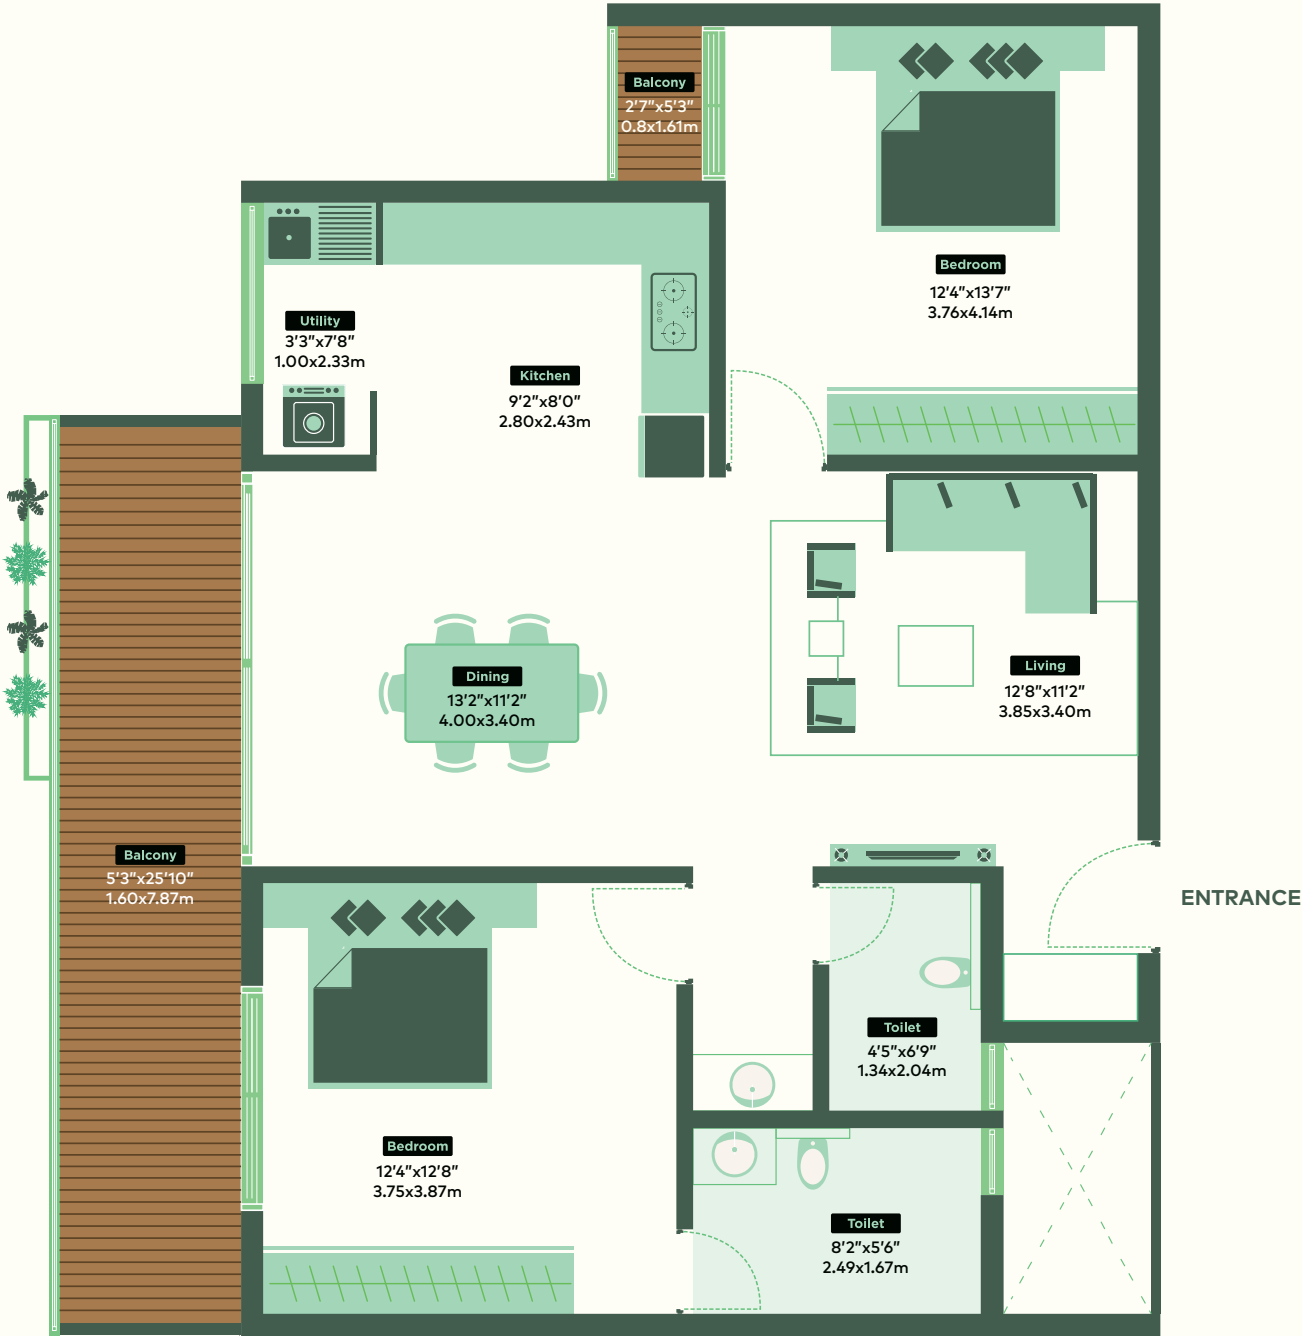 Balcony
2'7"x5'3"
0.8x1.61m
Bedroom
12'4"x13'7"
3.76x4.14m
Utility
3'3"x7'8"
1.00x2.33m
Kitchen
9'2"x8'0"
2.80x2.43m
Living
12'8"x11'2"
3.85x3.40m
Dining
13'2"x11'2"
4.00x3.40m
Balcony
5'3"x25'10"
1.60x7.87m
ENTRANCE
Toilet
4'5"x6'9"
1.34x2.04m
Bedroom
12'4"x12'8"
3.75x3.87m
Toilet
8'2"x5'6"
2.49x1.67m